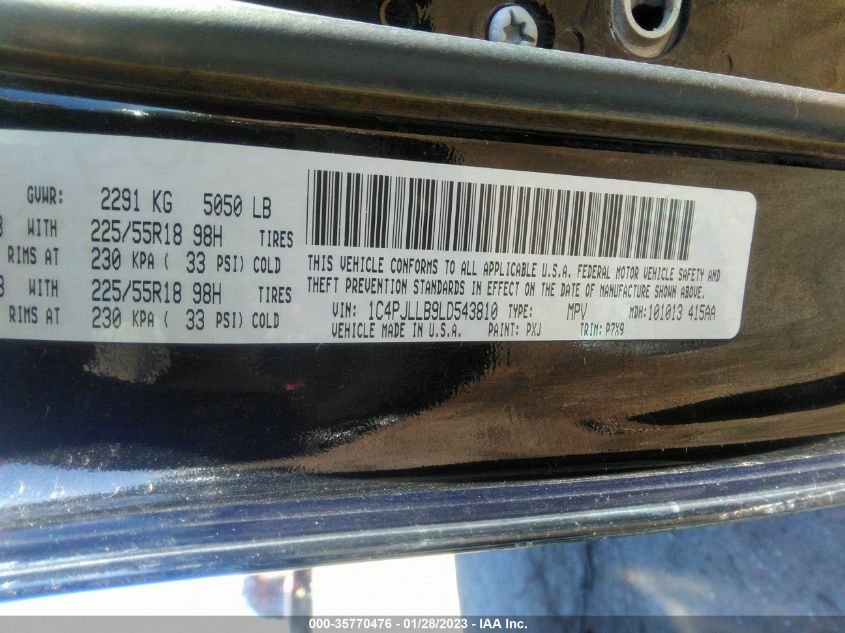 GVWR: 2291 KG 5050 LB
WITH 225/55R18 98H TIRES
RIMS AT 230 KPA ( 33 PSI) COLD
WITH 225/55R18 98H TIRES
RIMS AT 230 KPA ( 33 PSI) COLD
THIS VEHICLE CONFORMS TO ALL APPLICABLE U.S.A. FEDERAL MOTOR VEHICLE SAFETY AND
THEFT PREVENTION STANDARDS IN EFFECT ON THE DATE OF MANUFACTURE SHOWN ABOVE.
VIN: 1C4PJLLB9LD543810 TYPE: MPV MDH: 101013 415AA
VEHICLE MADE IN U.S.A. PAINT: PXJ TRIM: P7X9
000-35770476 - 01/28/2023 - IAA Inc.